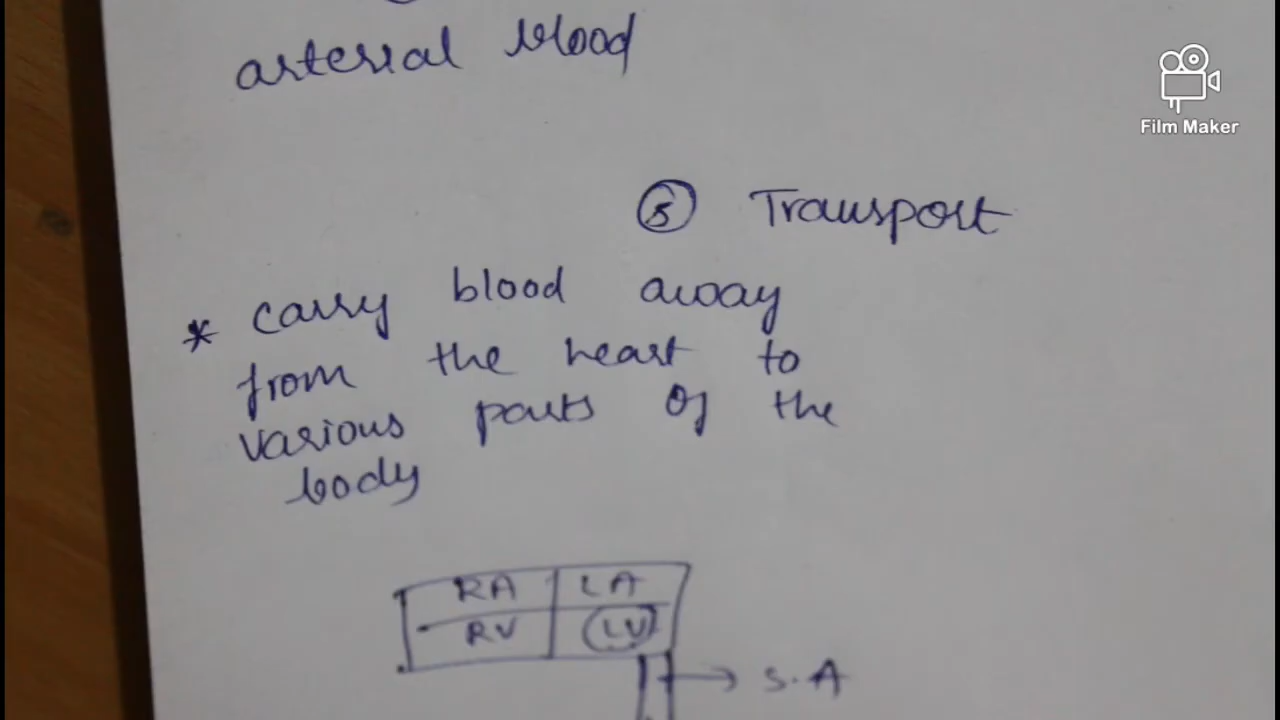 arterial blood
Film Maker
⑤ Transport
* carry blood away
from the heart to
various parts of the
body
RA LA
RV LV
S.A